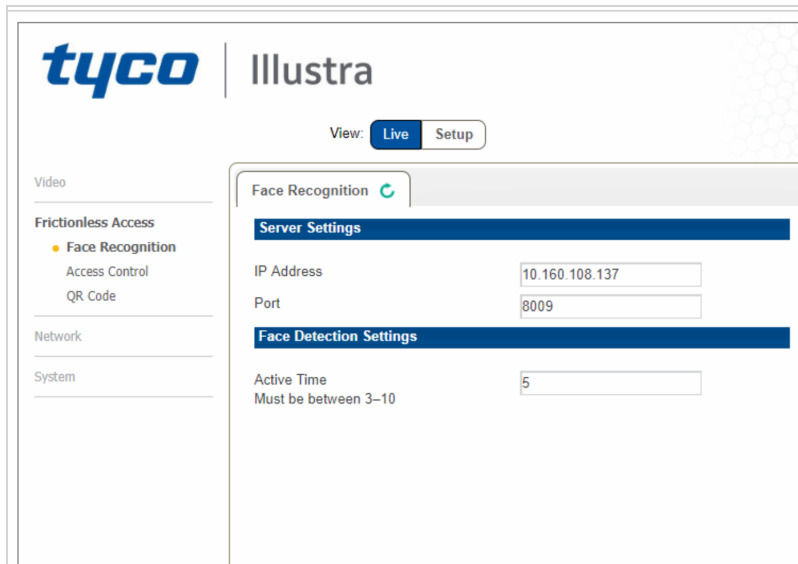 tyco
Illustra
View: Live Setup
Video
Frictionless Access
Face Recognition
Access Control
QR Code
Network
System
Face Recognition
Server Settings
IP Address 10.160.108.137
Port 8009
Face Detection Settings
Active Time 5
Must be between 3–10